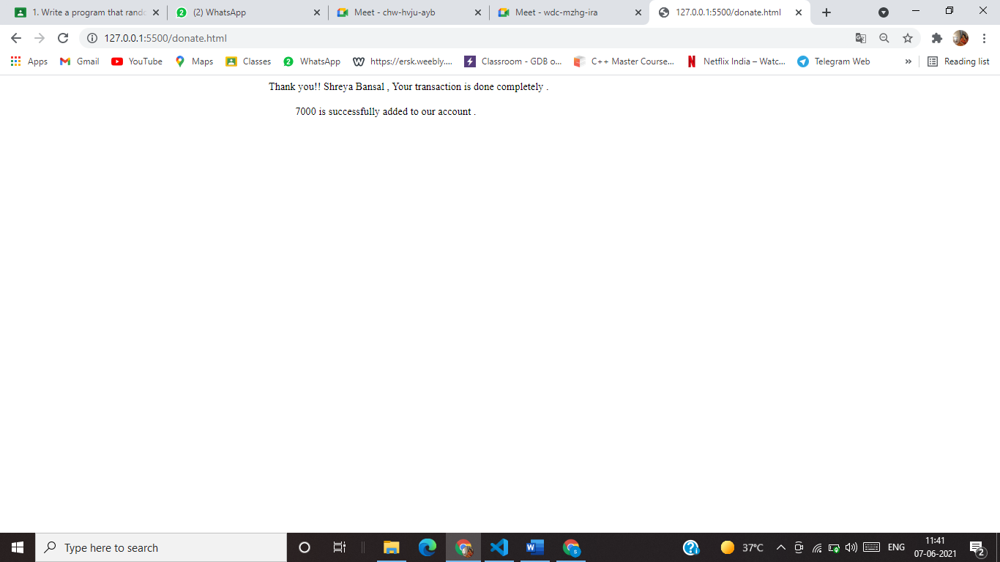 1. Write a program that rando
(2) WhatsApp
Meet - chw-hvju-ayb
Meet - wdc-mzhg-ira
127.0.0.1:5500/donate.html
127.0.0.1:5500/donate.html
Apps
Gmail
YouTube
Maps
Classes
2
WhatsApp
https://ersk.weebly....
Classroom - GDB o...
C++ Master Course...
Netflix India – Watc...
Telegram Web
»
Reading list
Thank you!! Shreya Bansal , Your transaction is done completely .
7000 is successfully added to our account .
Type here to search
37°C
ENG
11:41
07-06-2021
2